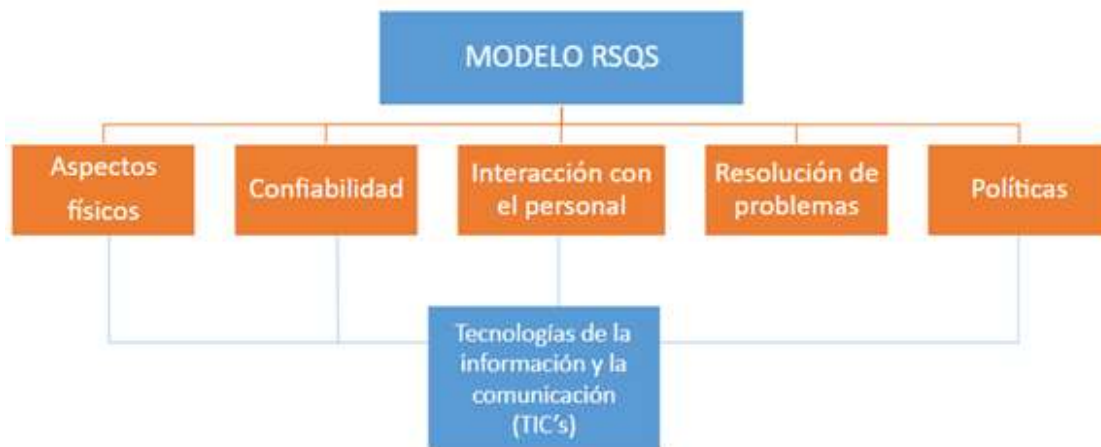 MODELO RSQS
Aspectos
físicos
Confiabilidad
Interacción con
el personal
Resolución de
problemas
Políticas
Tecnologías de la
información y la
comunicación
(TIC’s)